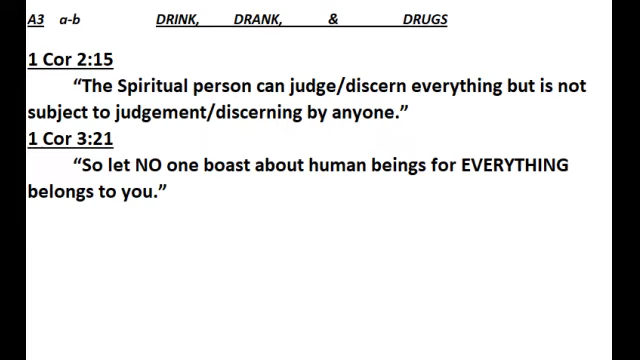 A3 a-b DRINK, DRANK, & DRUGS
1 Cor 2:15
“The Spiritual person can judge/discern everything but is not
subject to judgement/discerning by anyone.”
1 Cor 3:21
“So let NO one boast about human beings for EVERYTHING
belongs to you.”